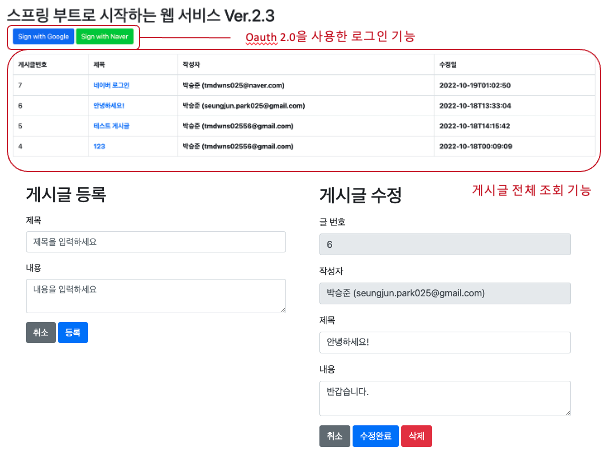 스프링 부트로 시작하는 웹 서비스 Ver.2.3
Sign with Google Sign with Naver
Oauth 2.0을 사용한 로그인 기능
게시글번호 제목 작성자 수정일
7 네이버 로그인 박승준 (tmdwns025@naver.com) 2022-10-19T01:02:50
6 안녕하세요! 박승준 (seungjun.park025@gmail.com) 2022-10-18T13:33:04
5 테스트 게시글 박승준 (tmdwns02556@gmail.com) 2022-10-18T14:15:42
4 123 박승준 (tmdwns02556@gmail.com) 2022-10-18T00:09:09
게시글 전체 조회 기능
게시글 등록
제목
제목을 입력하세요
내용
내용을 입력하세요
취소 등록
게시글 수정
글 번호
6
작성자
박승준 (seungjun.park025@gmail.com)
제목
안녕하세요!
내용
반갑습니다.
취소 수정완료 삭제